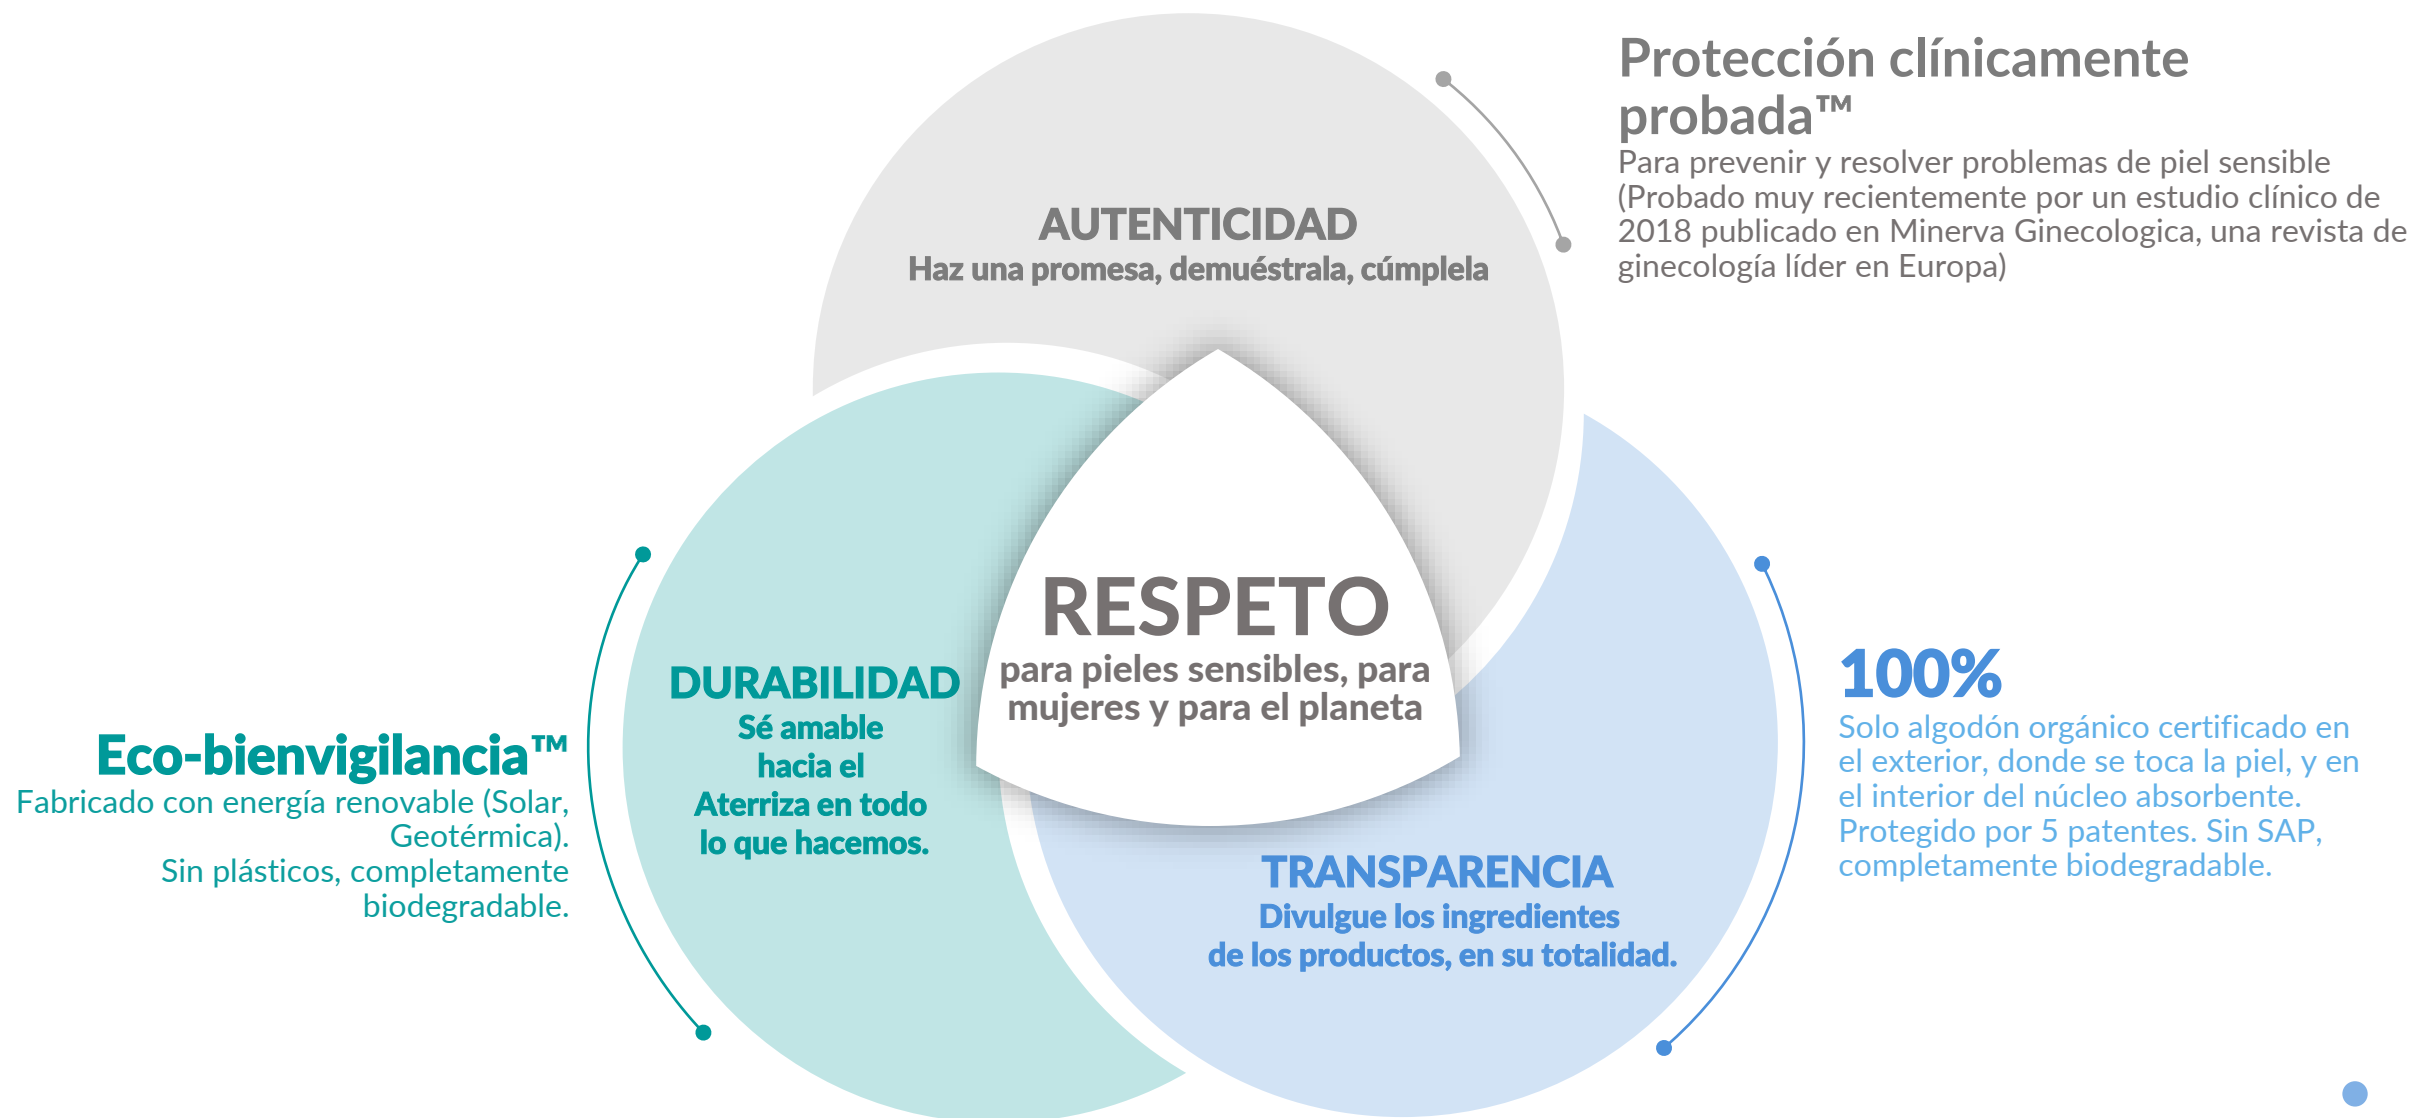 Protección clínicamente
probada™
Para prevenir y resolver problemas de piel sensible
(Probado muy recientemente por un estudio clínico de
2018 publicado en Minerva Ginecologica, una revista de
ginecología líder en Europa)
AUTENTICIDAD
Haz una promesa, demuéstrala, cúmplela
RESPETO
para pieles sensibles, para
mujeres y para el planeta
DURABILIDAD
Sé amable
hacia el
Aterriza en todo
lo que hacemos.
Eco-bienvigilancia™
Fabricado con energía renovable (Solar,
Geotérmica).
Sin plásticos, completamente
biodegradable.
100%
Solo algodón orgánico certificado en
el exterior, donde se toca la piel, y en
el interior del núcleo absorbente.
Protegido por 5 patentes. Sin SAP,
completamente biodegradable.
TRANSPARENCIA
Divulgue los ingredientes
de los productos, en su totalidad.